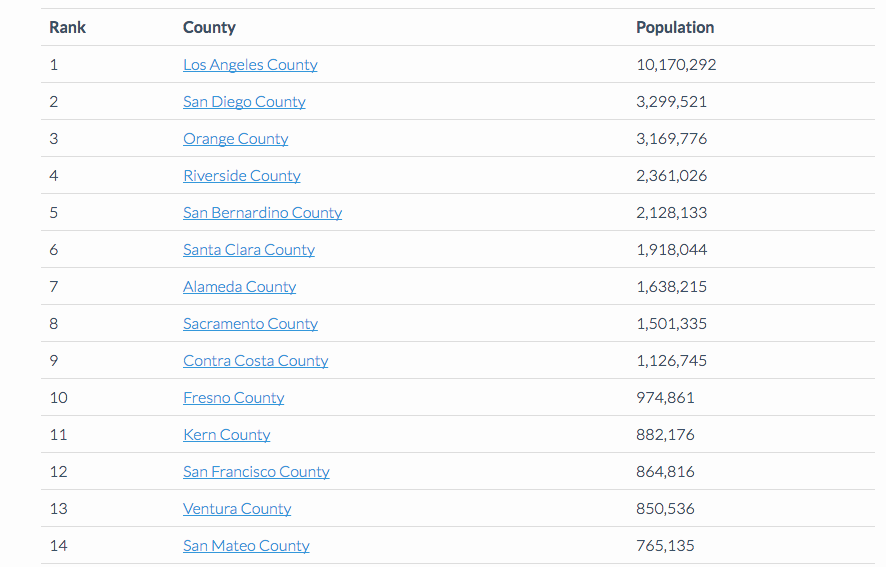 Rank County Population
1 Los Angeles County 10,170,292
2 San Diego County 3,299,521
3 Orange County 3,169,776
4 Riverside County 2,361,026
5 San Bernardino County 2,128,133
6 Santa Clara County 1,918,044
7 Alameda County 1,638,215
8 Sacramento County 1,501,335
9 Contra Costa County 1,126,745
10 Fresno County 974,861
11 Kern County 882,176
12 San Francisco County 864,816
13 Ventura County 850,536
14 San Mateo County 765,135